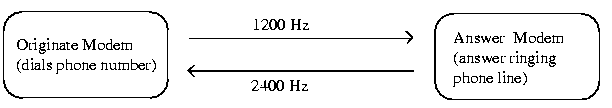 Originate Modem
(dials phone number)
1200 Hz
2400 Hz
Answer Modem
(answer ringing
phone line)